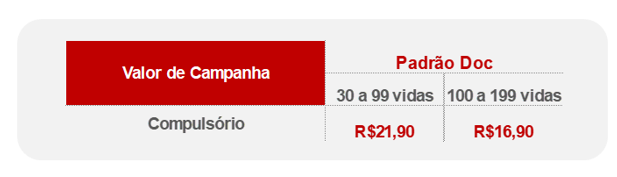 Valor de Campanha
Padrão Doc
30 a 99 vidas 100 a 199 vidas
Compulsório
R$21,90 R$16,90